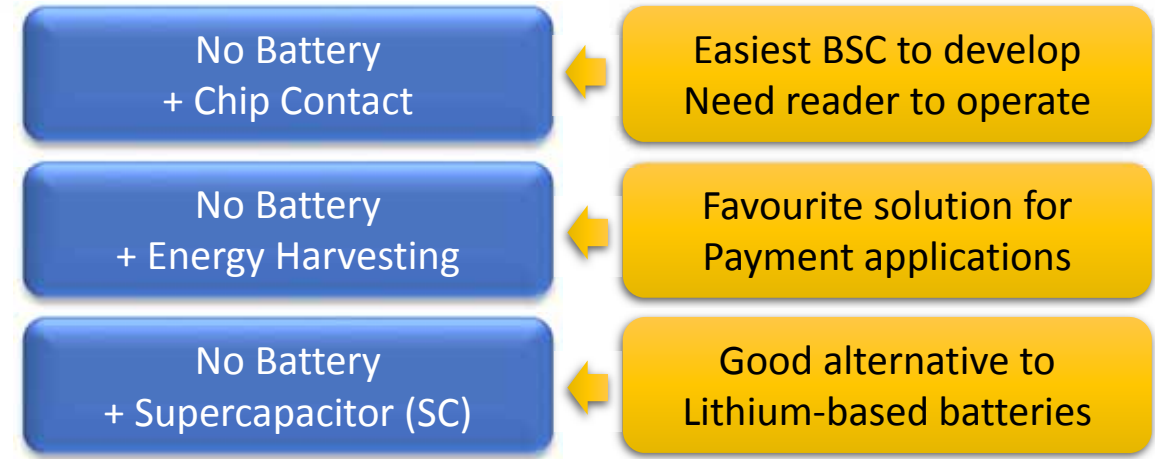 No Battery
+ Chip Contact
Easiest BSC to develop
Need reader to operate
No Battery
+ Energy Harvesting
Favourite solution for
Payment applications
No Battery
+ Supercapacitor (SC)
Good alternative to
Lithium-based batteries